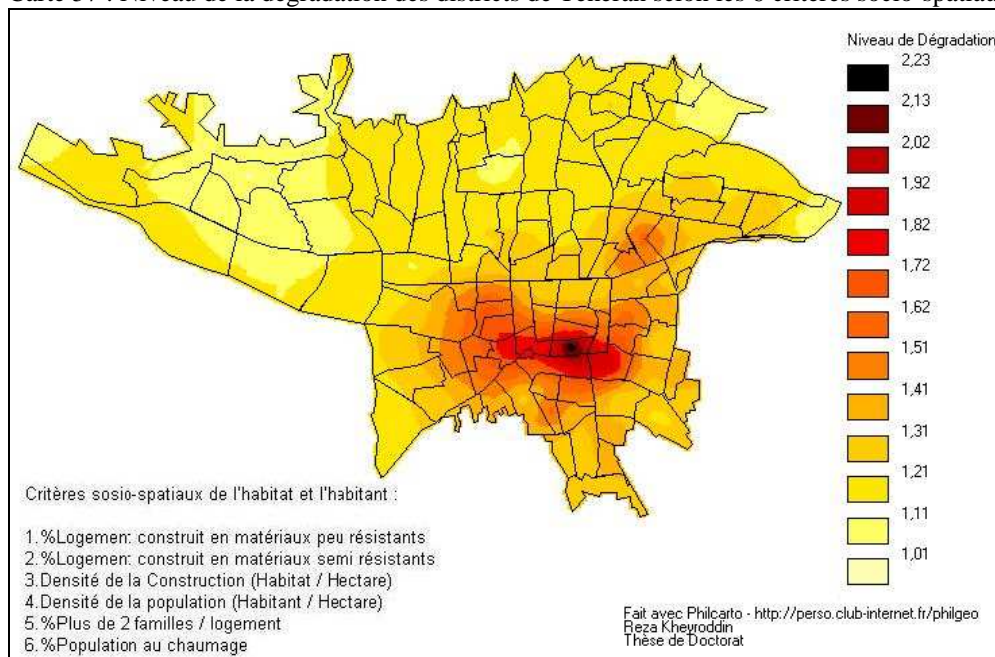 Niveau de Dégradation
2,23
2,13
2,02
1,92
1,82
1,72
1,62
1,51
1,41
1,31
1,21
1,11
1,01
Critères sosio-spatiaux de l'habitat et l'habitant :
1.%Logement construit en matériaux peu résistants
2.%Logement construit en matériaux semi résistants
3.Densité de la Construction (Habitat / Hectare)
4.Densité de la population (Habitant / Hectare)
5.%Plus de 2 familles / logement
6.%Population au chaumage
Fait avec Philcarto - http://perso.club-internet.fr/philgeo
Reza Kheyroddin
Thèse de Doctorat